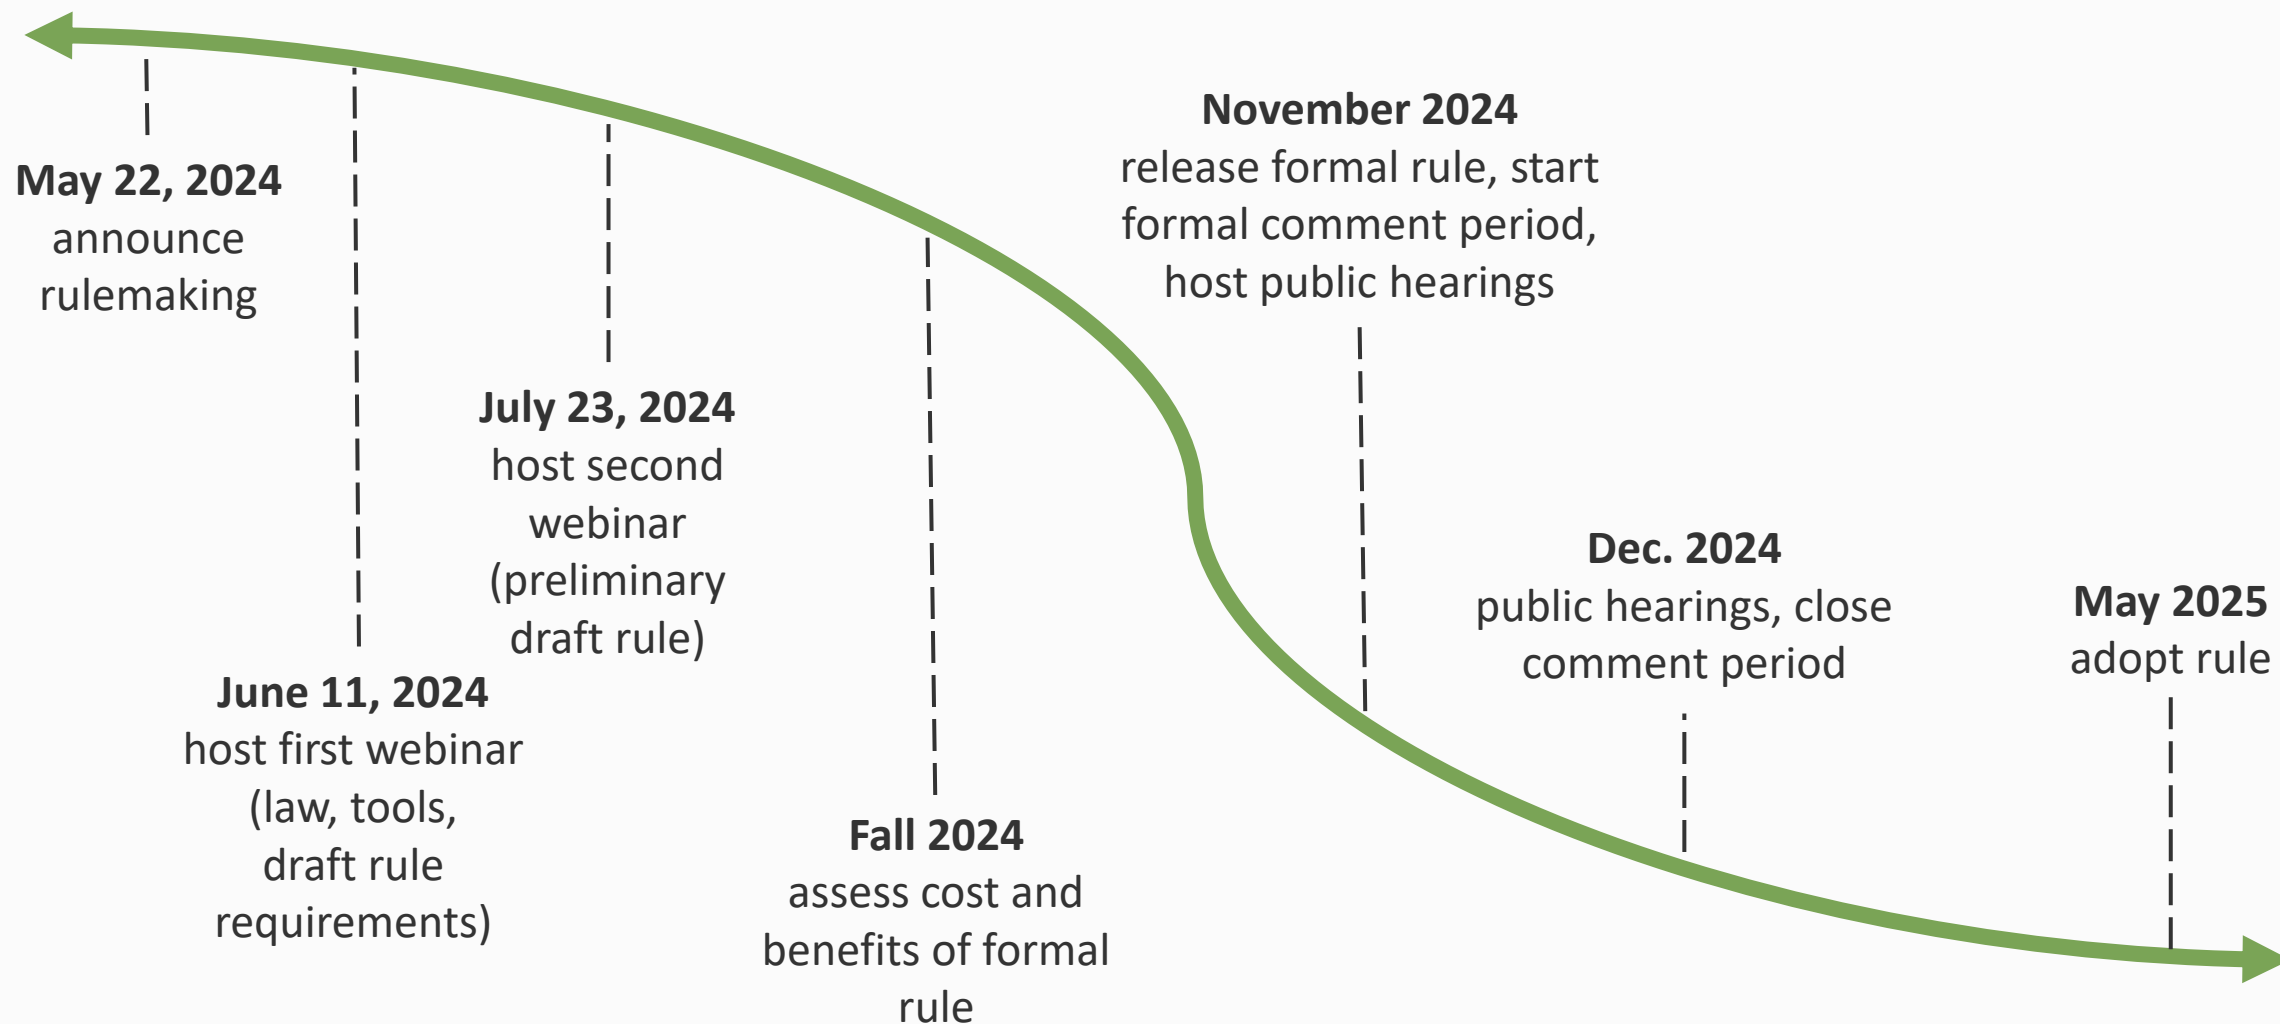 May 22, 2024
announce
rulemaking
June 11, 2024
host first webinar
(law, tools,
draft rule
requirements)
July 23, 2024
host second
webinar
(preliminary
draft rule)
Fall 2024
assess cost and
benefits of formal
rule
November 2024
release formal rule, start
formal comment period,
host public hearings
Dec. 2024
public hearings, close
comment period
May 2025
adopt rule